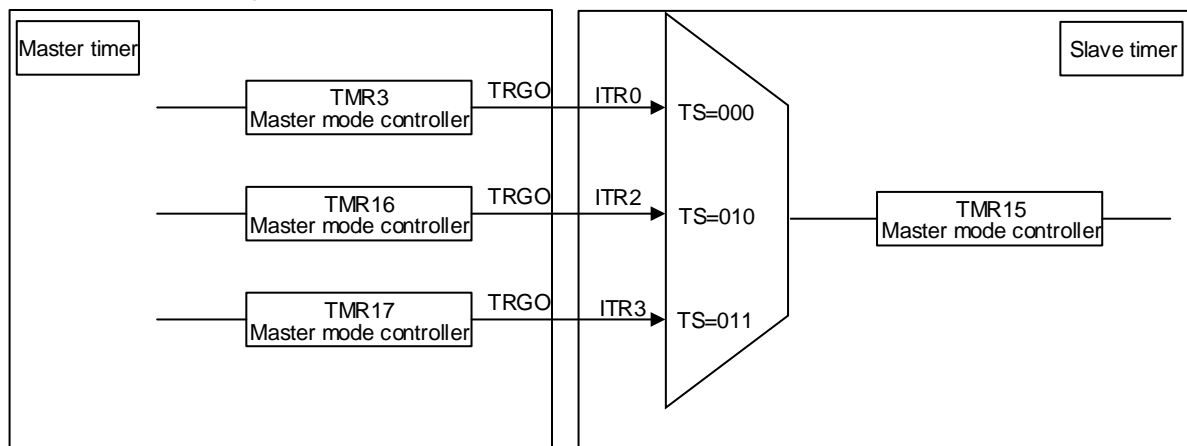 Master timer
Slave timer
TMR3
Master mode controller
TRGO
ITR0
TS=000
TMR16
Master mode controller
TRGO
ITR2
TS=010
TMR15
Master mode controller
TMR17
Master mode controller
TRGO
ITR3
TS=011